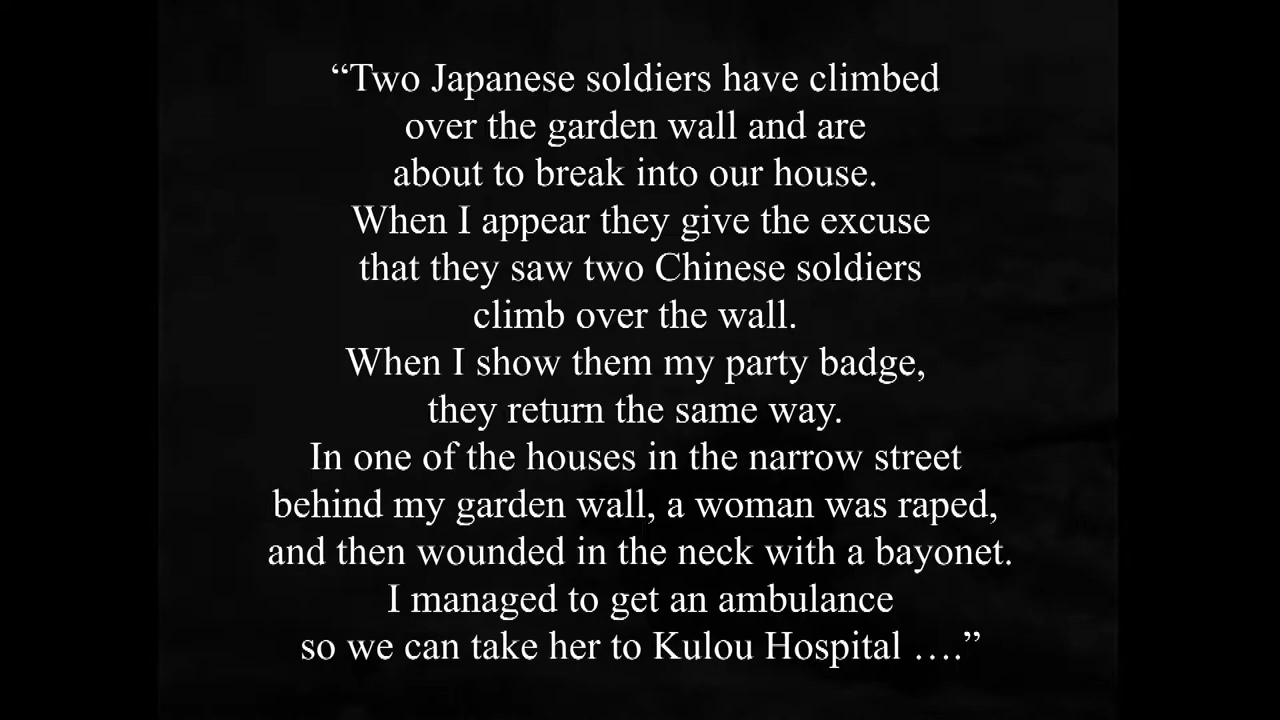 “Two Japanese soldiers have climbed
over the garden wall and are
about to break into our house.
When I appear they give the excuse
that they saw two Chinese soldiers
climb over the wall.
When I show them my party badge,
they return the same way.
In one of the houses in the narrow street
behind my garden wall, a woman was raped,
and then wounded in the neck with a bayonet.
I managed to get an ambulance
so we can take her to Kulou Hospital ….”